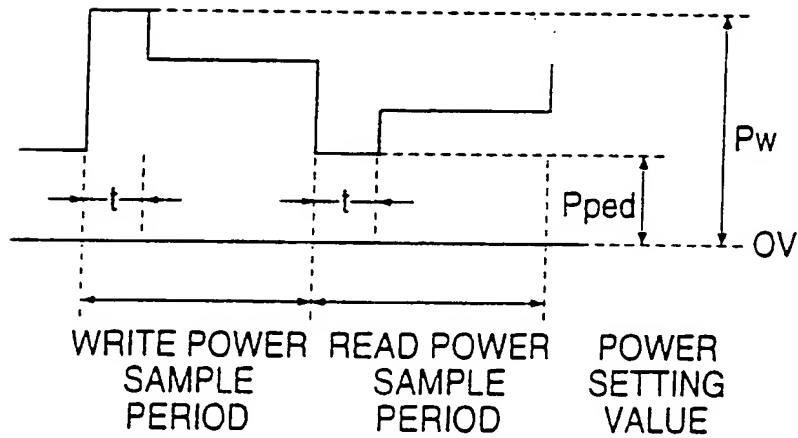 Pw
t
t
Pped
OV
WRITE POWER
SAMPLE
PERIOD
READ POWER
SAMPLE
PERIOD
POWER
SETTING
VALUE